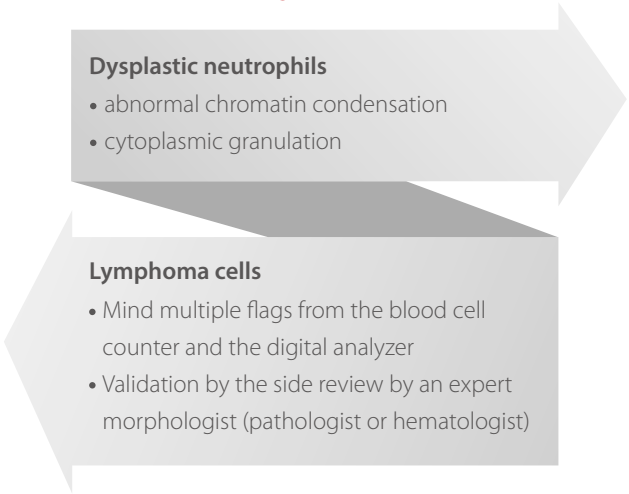 Dysplastic neutrophils
• abnormal chromatin condensation
• cytoplasmic granulation
Lymphoma cells
• Mind multiple flags from the blood cell
counter and the digital analyzer
• Validation by the side review by an expert
morphologist (pathologist or hematologist)